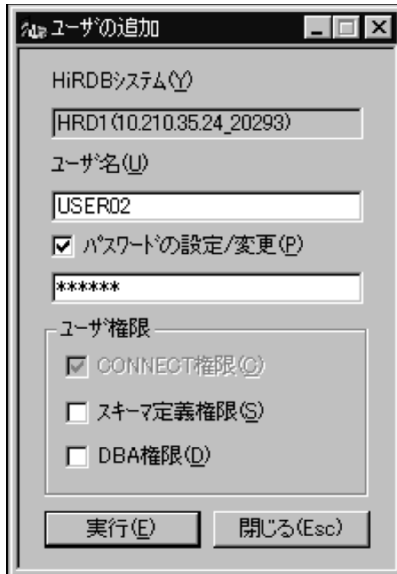 ユーザの追加
HiRDBシステム(Y)
HRD1(10.210.35.24_20293)
ユーザ名(U)
USER02
パスワードの設定/変更(P)
******
ユーザ権限
CONNECT権限(C)
スキーマ定義権限(S)
DBA権限(D)
実行(E) 閉じる(Esc)